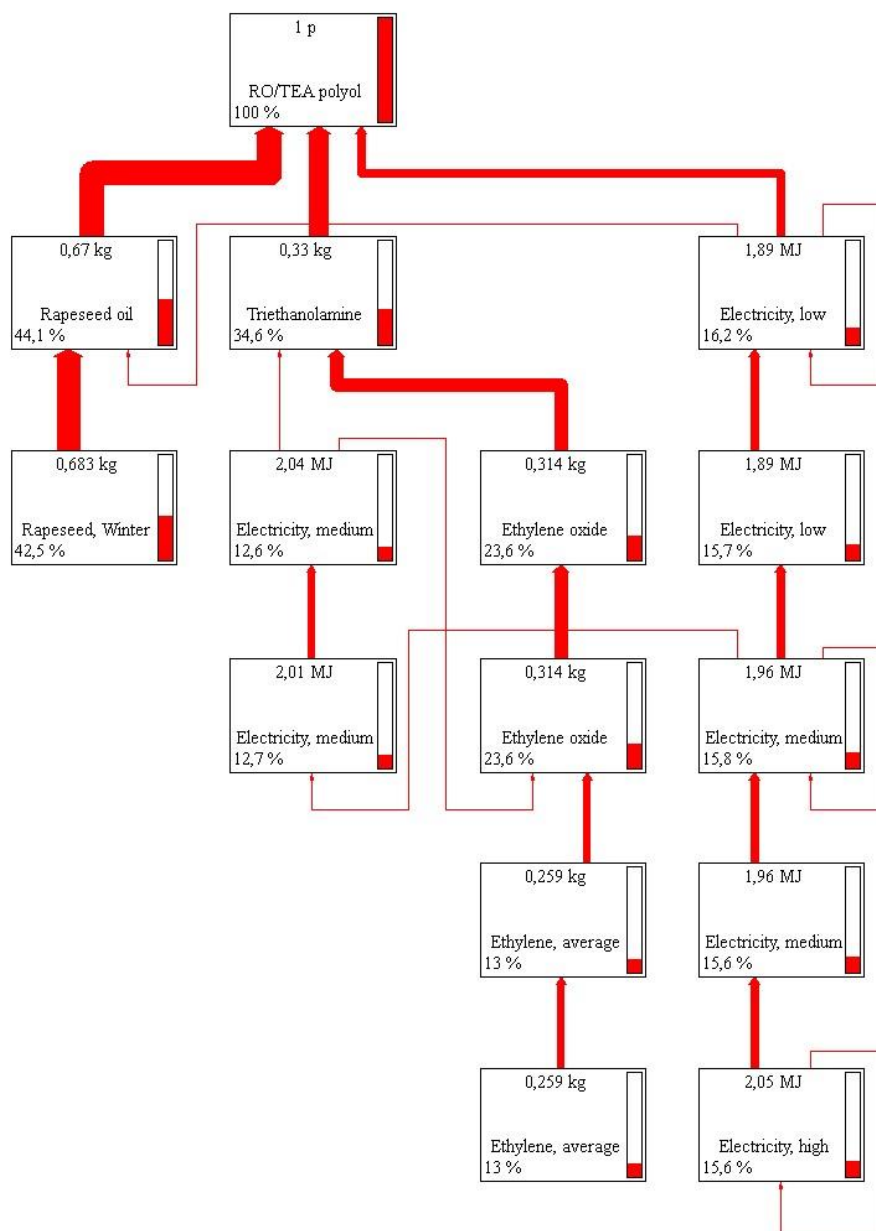 1 p
RO/TEA polyol
100 %
0,67 kg
Rapeseed oil
44,1 %
0,33 kg
Triethanolamine
34,6 %
1,89 MJ
Electricity, low
16,2 %
0,683 kg
Rapeseed, Winter
42,5 %
2,04 MJ
Electricity, medium
12,6 %
0,314 kg
Ethylene oxide
23,6 %
1,89 MJ
Electricity, low
15,7 %
2,01 MJ
Electricity, medium
12,7 %
0,314 kg
Ethylene oxide
23,6 %
1,96 MJ
Electricity, medium
15,8 %
0,259 kg
Ethylene, average
13 %
1,96 MJ
Electricity, medium
15,6 %
0,259 kg
Ethylene, average
13 %
2,05 MJ
Electricity, high
15,6 %